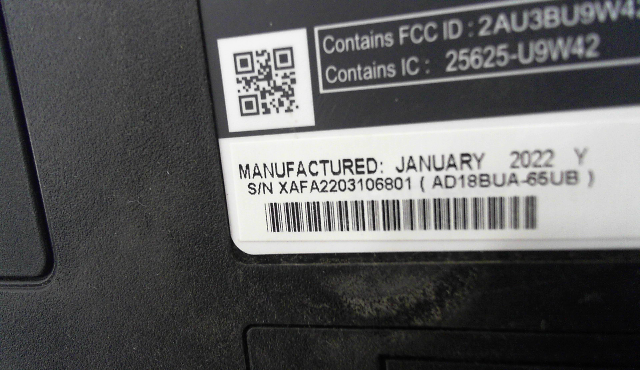 Contains FCC ID : 2AU3BU9W4
Contains IC : 25625-U9W42
MANUFACTURED: JANUARY 2022 Y
S/N XAFA2203106801 ( AD18BUA-65UB )